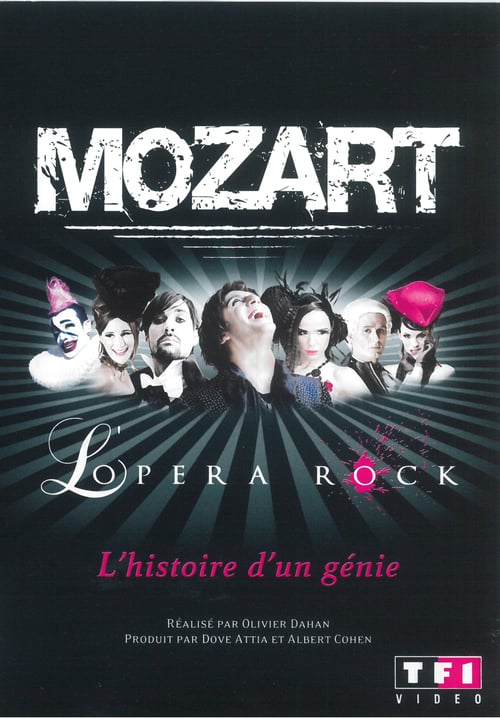 MOZART
L'OPERA ROCK
L'histoire d'un génie
RÉALISÉ PAR OLIVIER DAHAN
PRODUIT PAR DOVE ATTIA ET ALBERT COHEN
TF1
VIDEO